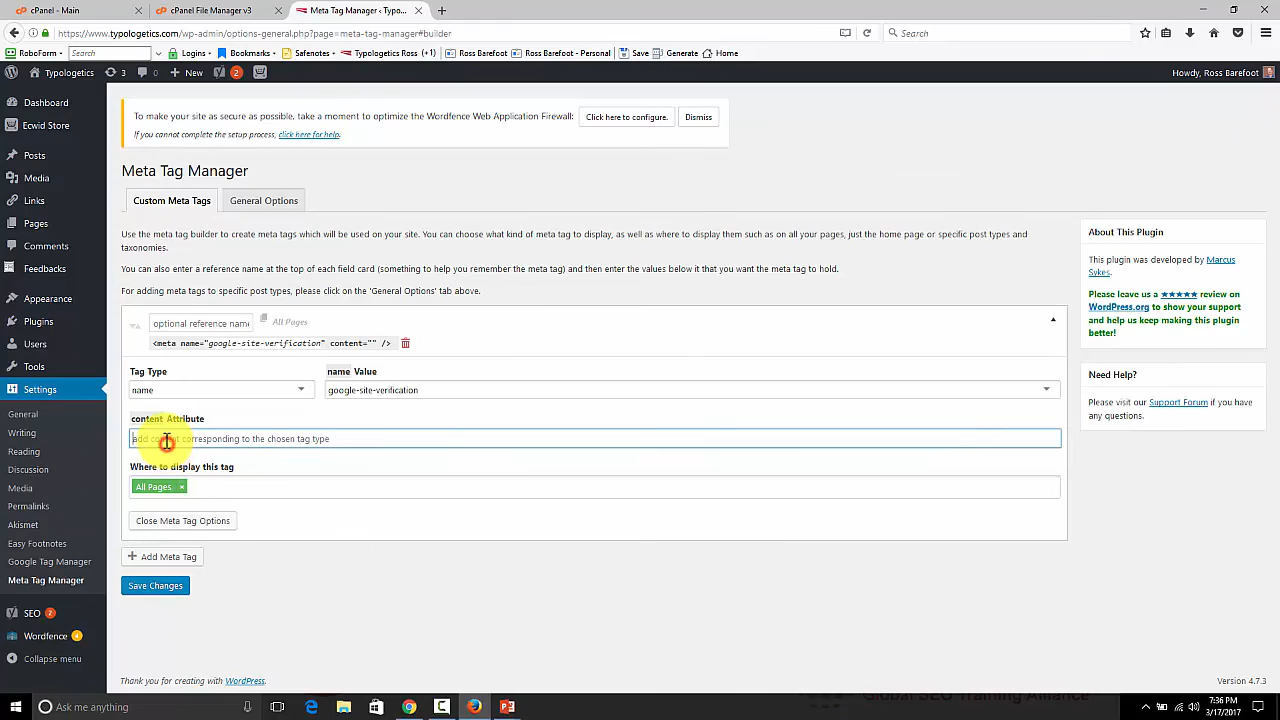 cPanel - Main
cPanel File Manager v3
Meta Tag Manager ‹ Typo...
https://www.typologetics.com/wp-admin/options-general.php?page=meta-tag-manager#builder
Search
RoboForm
Search
Logins
Bookmarks
Safenotes
Typologetics Ross (+1)
Ross Barefoot
Ross Barefoot - Personal
Save
Generate
Home
Typologetics
3
0
New
2
Howdy, Ross Barefoot
Dashboard
Ecwid Store
Posts
Media
Links
Pages
Comments
Feedbacks
Appearance
Plugins
Users
Tools
Settings
General
Writing
Reading
Discussion
Media
Permalinks
Akismet
Easy Footnotes
Google Tag Manager
Meta Tag Manager
SEO 2
Wordfence 4
Collapse menu
To make your site as secure as possible, take a moment to optimize the Wordfence Web Application Firewall:
Click here to configure.
Dismiss
If you cannot complete the setup process, click here for help.
Meta Tag Manager
Custom Meta Tags
General Options
Use the meta tag builder to create meta tags which will be used on your site. You can choose what kind of meta tag to display, as well as where to display them such as on all your pages, just the home page or specific post types and
taxonomies.
You can also enter a reference name at the top of each field card (something to help you remember the meta tag) and then enter the values below it that you want the meta tag to hold.
For adding meta tags to specific post types, please click on the 'General Options' tab above.
optional reference name
All Pages
<meta name="google-site-verification" content="" />
Tag Type
name Value
name
google-site-verification
content Attribute
add content corresponding to the chosen tag type
Where to display this tag
All Pages ×
Close Meta Tag Options
Add Meta Tag
Save Changes
About This Plugin
This plugin was developed by Marcus
Sykes.
Please leave us a ★★★★★ review on
WordPress.org to show your support
and help us keep making this plugin
better!
Need Help?
Please visit our Support Forum if you have
any questions.
Thank you for creating with WordPress.
Version 4.7.3
Global SEO Training Alliance
Ask me anything
7:36 PM
3/17/2017